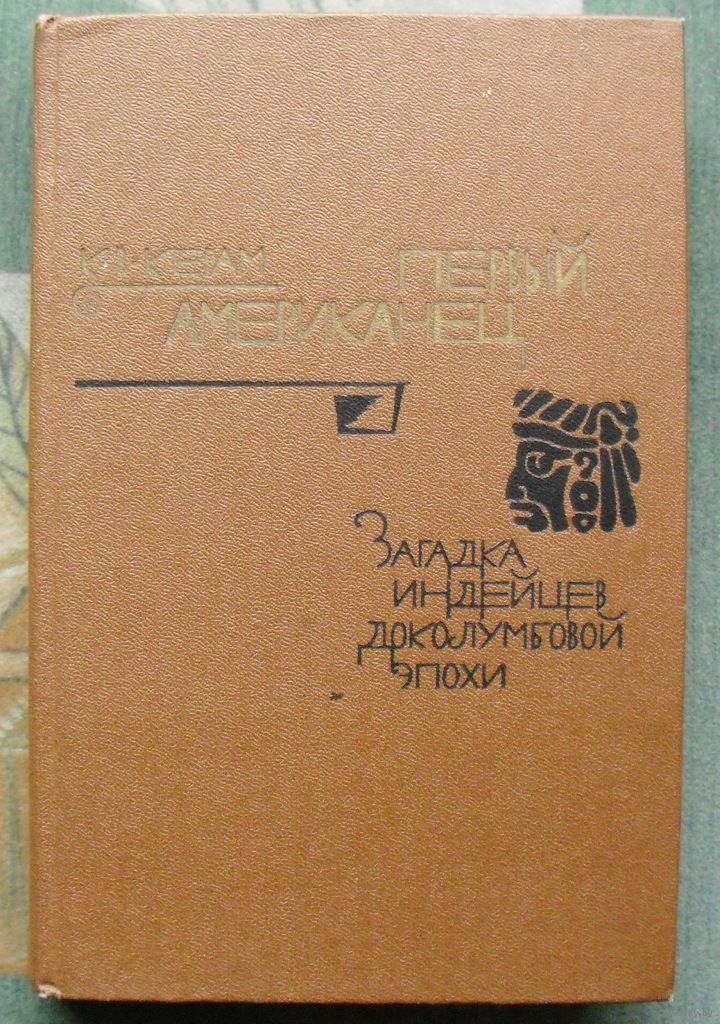 К.В.КЕРАМ ПЕРВЫЙ
АМЕРИКАНЕЦ
ЗАГАДКА
ИНДЕЙЦЕВ
ДОКОЛУМБОВОЙ
ЭПОХИ